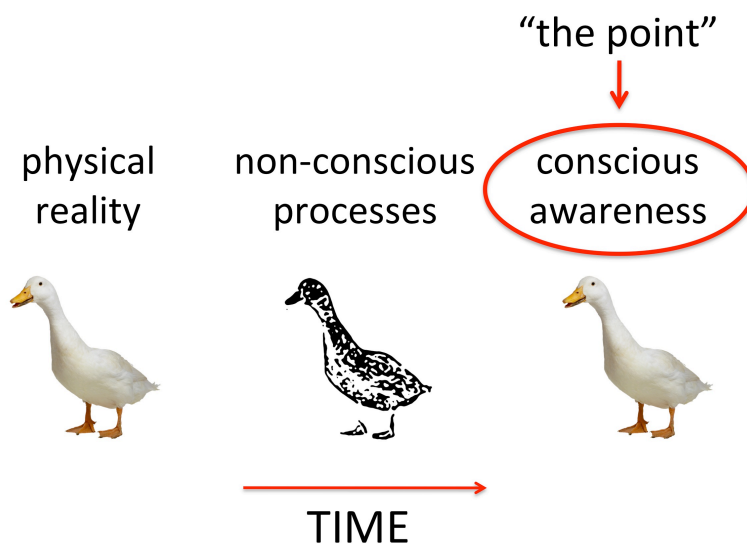 “the point”
physical
reality
non-conscious
processes
conscious
awareness
TIME